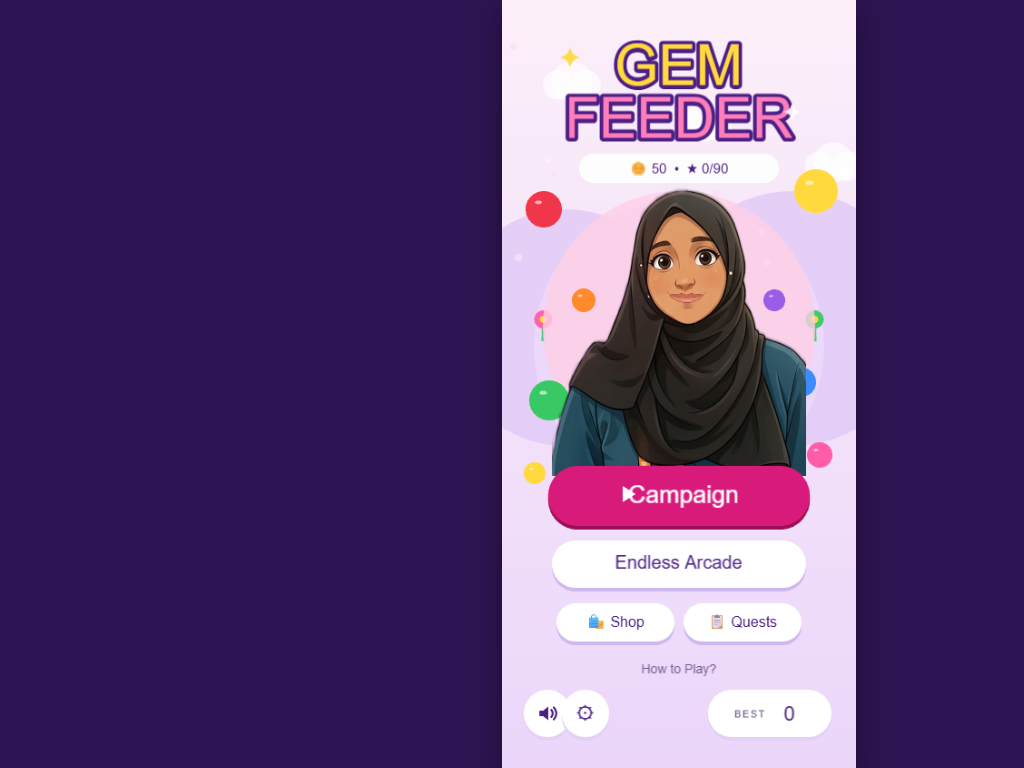 GEM
FEEDER
50 • ★ 0/90
Campaign
Endless Arcade
Shop
Quests
How to Play?
BEST 0